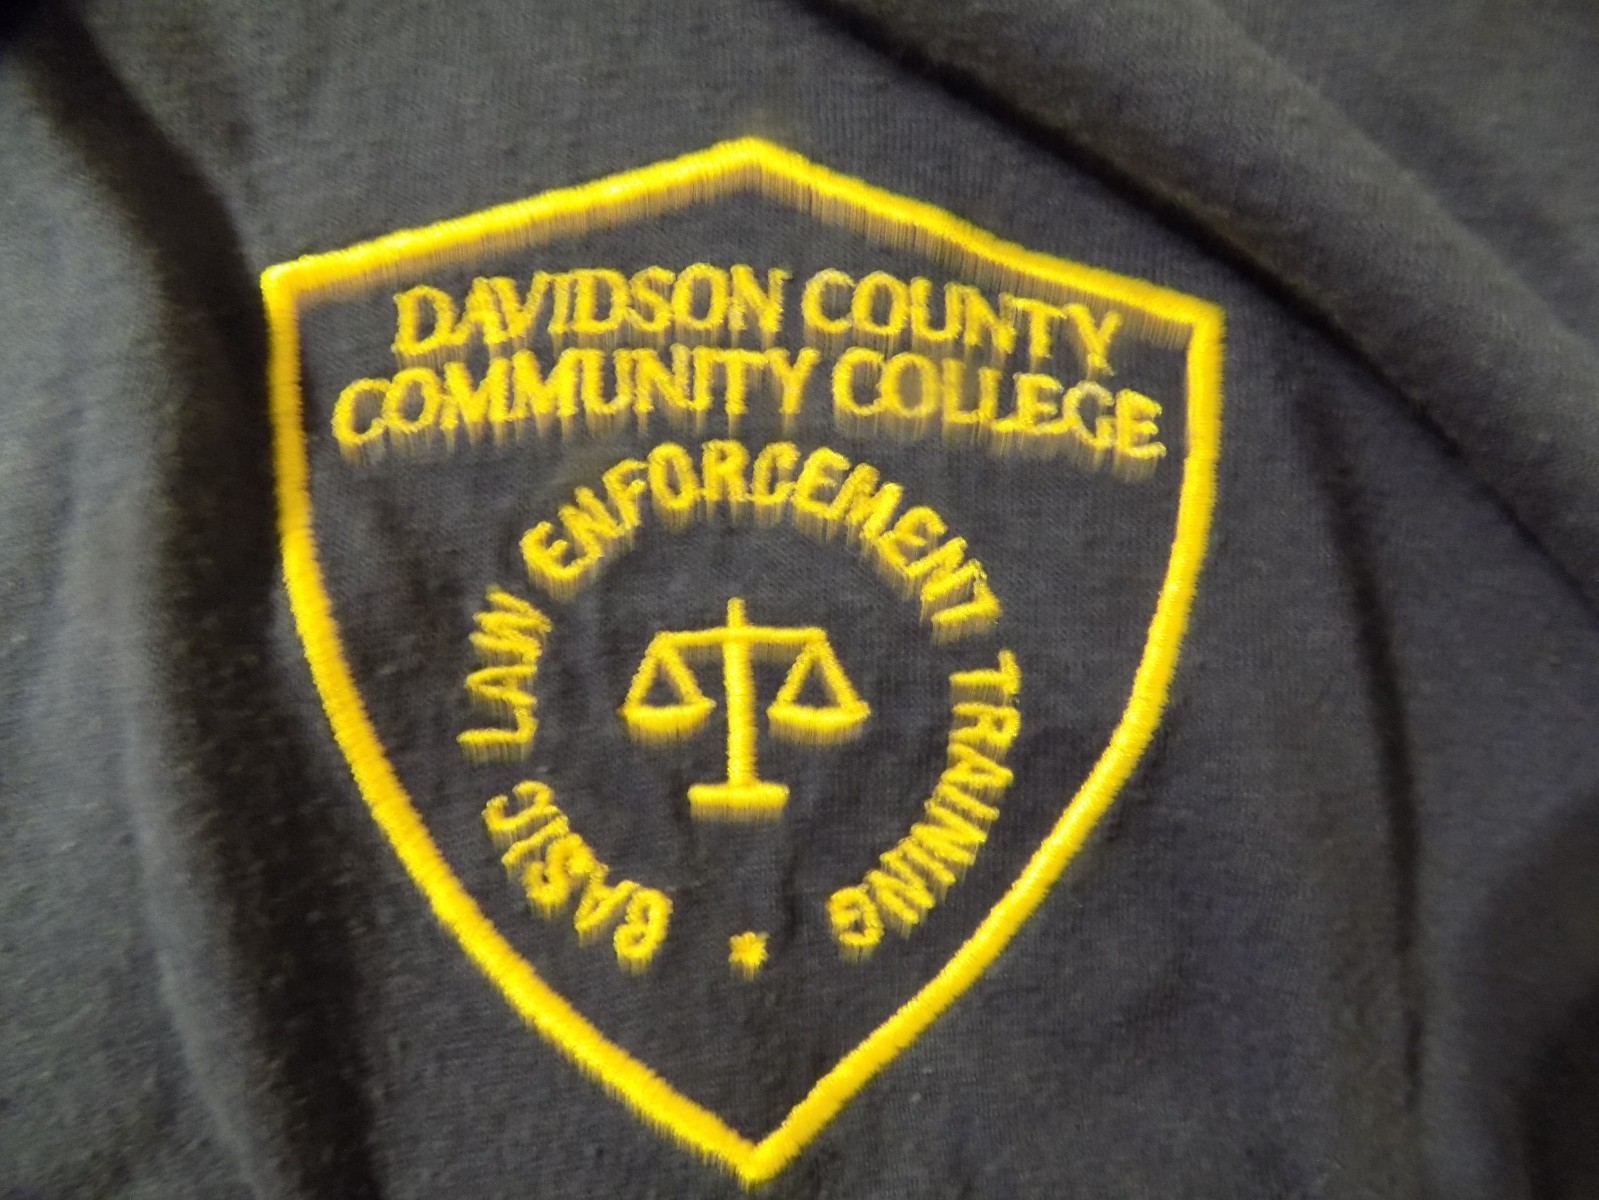 DAVIDSON COUNTY
COMMUNITY COLLEGE
BASIC LAW ENFORCEMENT TRAINING *